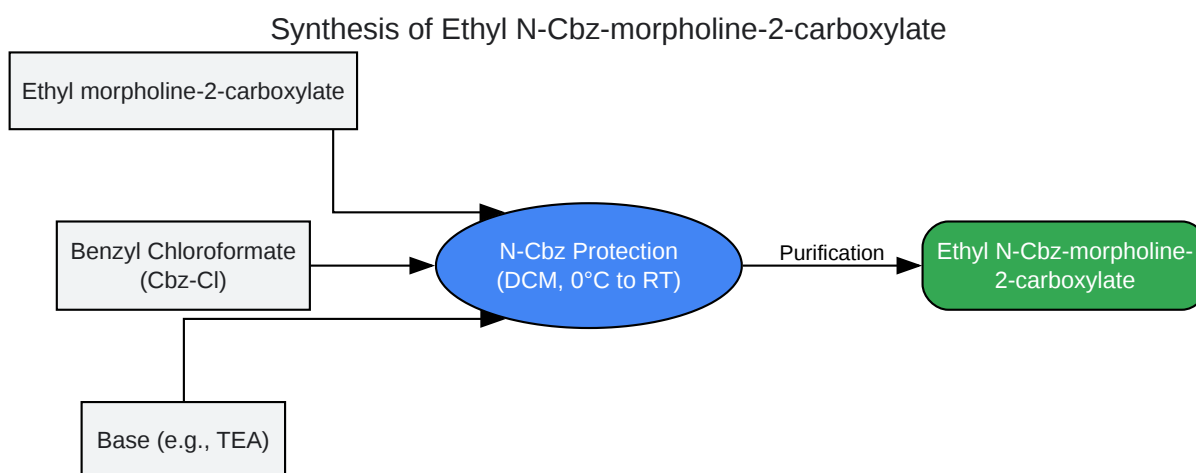 Synthesis of Ethyl N-Cbz-morpholine-2-carboxylate
Ethyl morpholine-2-carboxylate
Benzyl Chloroformate
(Cbz-Cl)
Base (e.g., TEA)
N-Cbz Protection
(DCM, 0°C to RT)
Purification
Ethyl N-Cbz-morpholine-
2-carboxylate